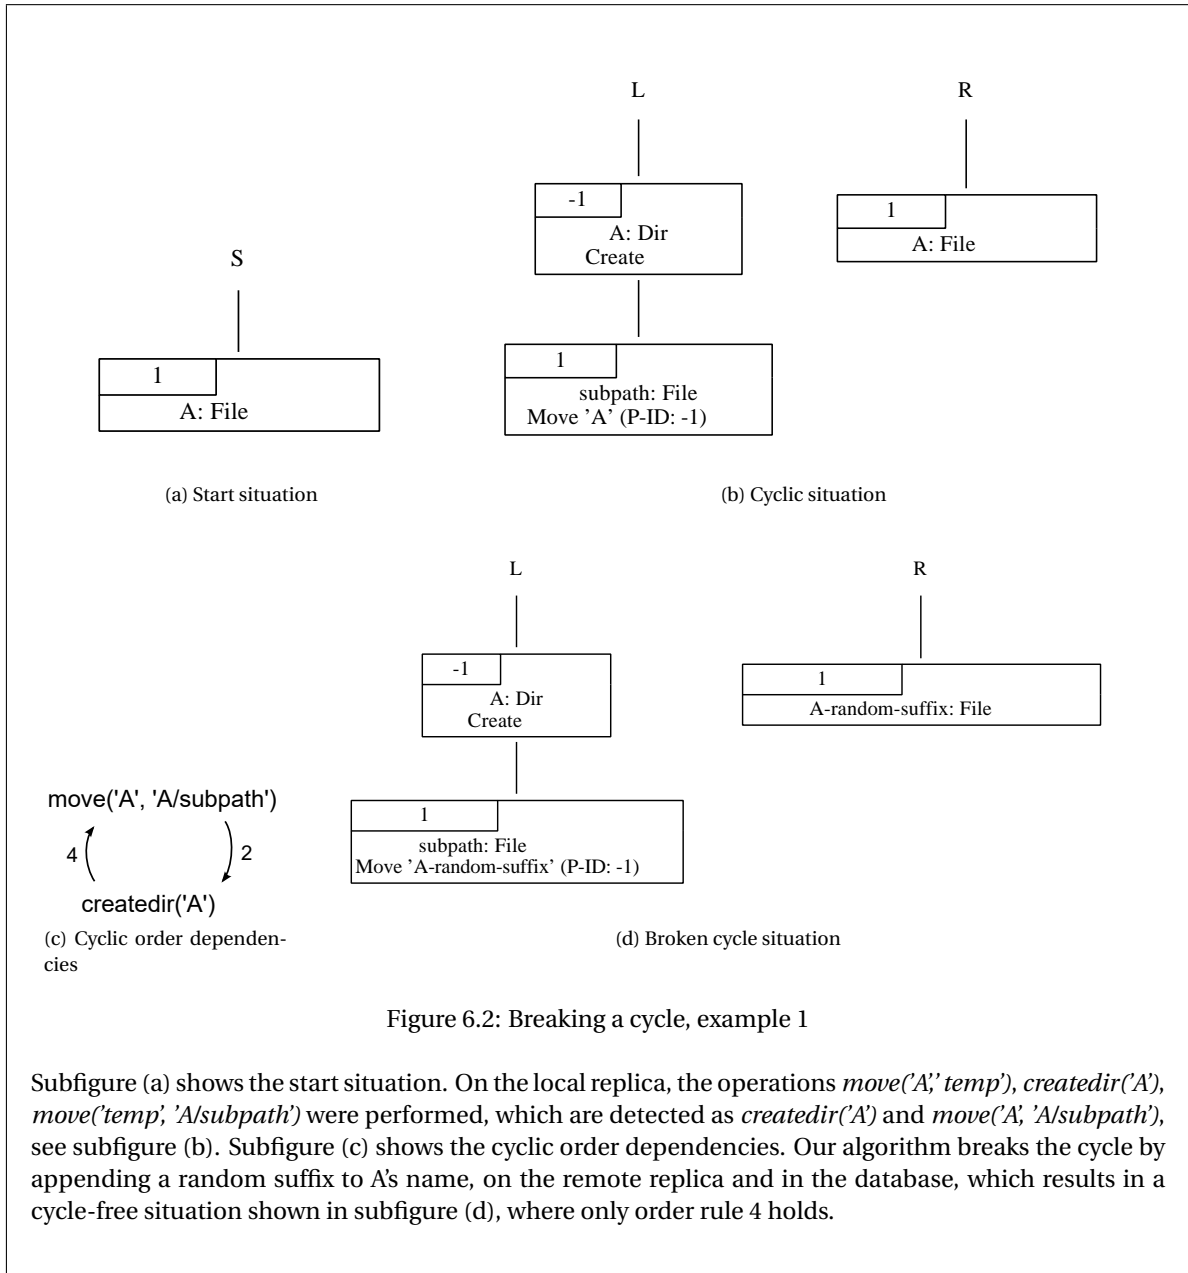 L
R
-1
A: Dir
Create
1
A: File
S
1
A: File
1
subpath: File
Move ’A’ (P-ID: -1)
(a) Start situation
(b) Cyclic situation
L
R
-1
A: Dir
Create
1
A-random-suffix: File
move('A', 'A/subpath')
4
2
createdir('A')
1
subpath: File
Move ’A-random-suffix’ (P-ID: -1)
(c) Cyclic order dependen-
cies
(d) Broken cycle situation
Figure 6.2: Breaking a cycle, example 1
Subfigure (a) shows the start situation. On the local replica, the operations move('A',' temp'), createdir('A'),
move('temp', 'A/subpath') were performed, which are detected as createdir('A') and move('A', 'A/subpath'),
see subfigure (b). Subfigure (c) shows the cyclic order dependencies. Our algorithm breaks the cycle by
appending a random suffix to A's name, on the remote replica and in the database, which results in a
cycle-free situation shown in subfigure (d), where only order rule 4 holds.